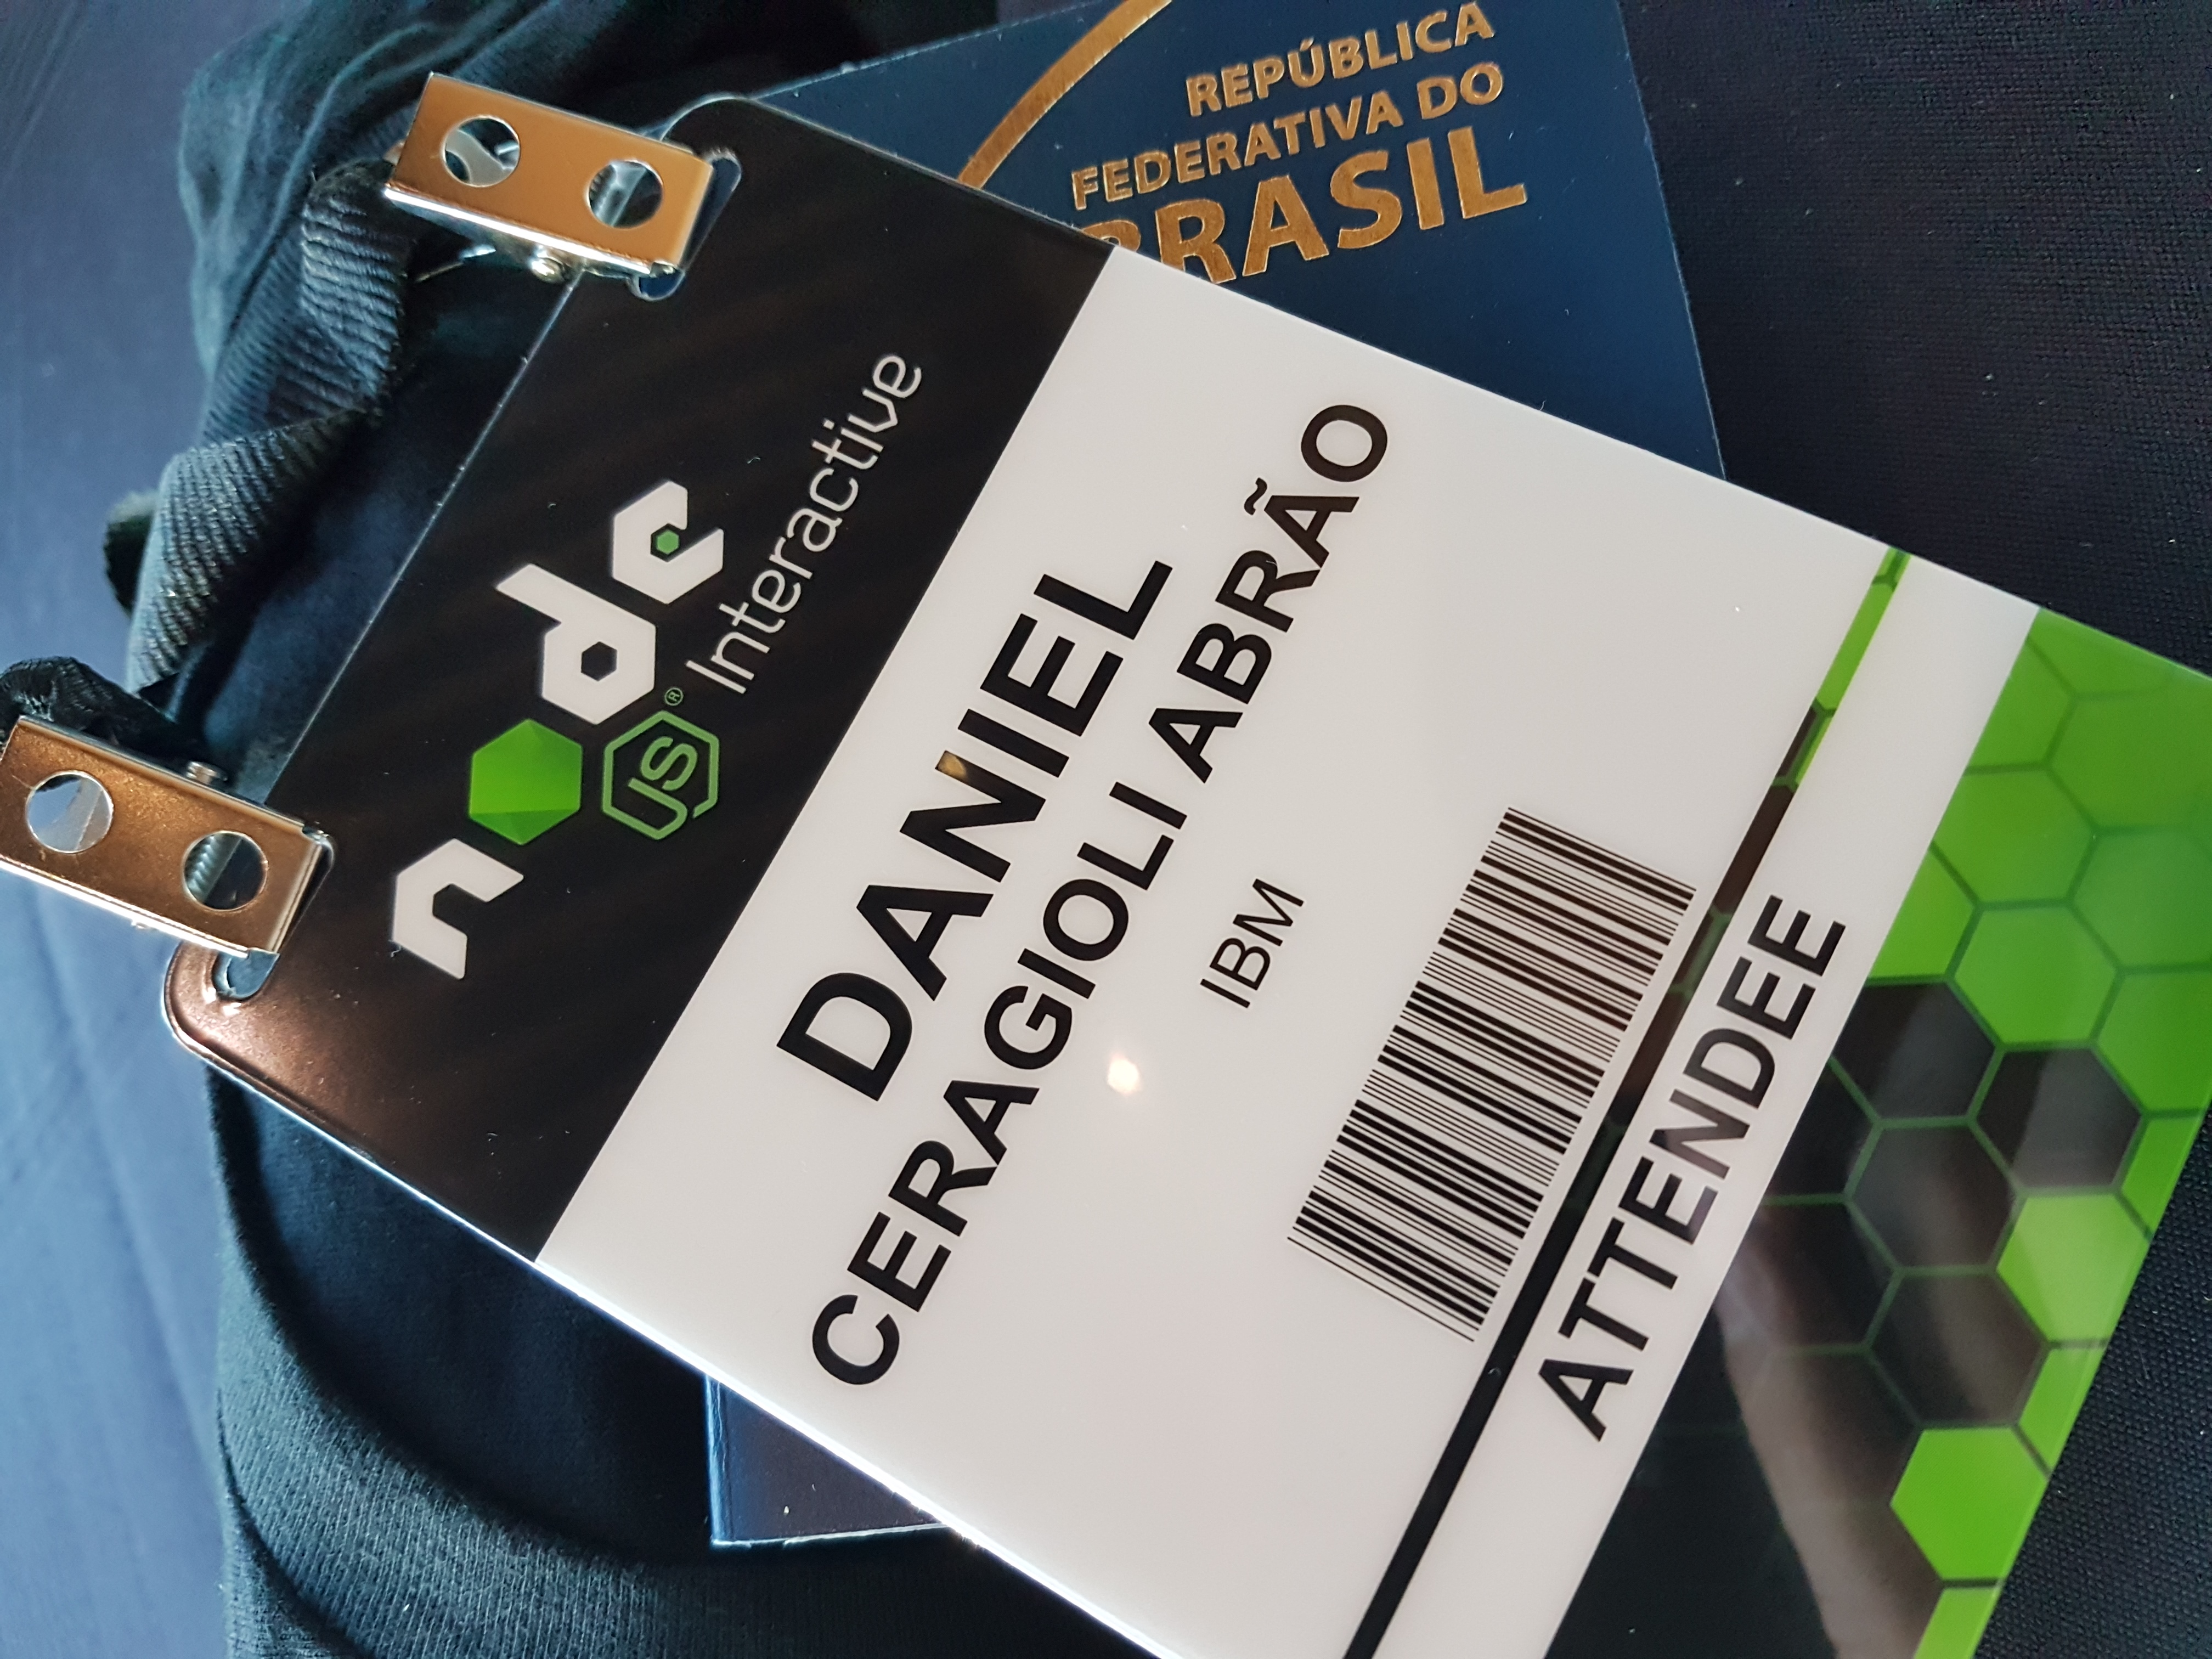 node
JS®
Interactive
DANIEL
CERAGIOLI ABRÃO
IBM
ATTENDEE
REPÚBLICA
FEDERATIVA DO
BRASIL